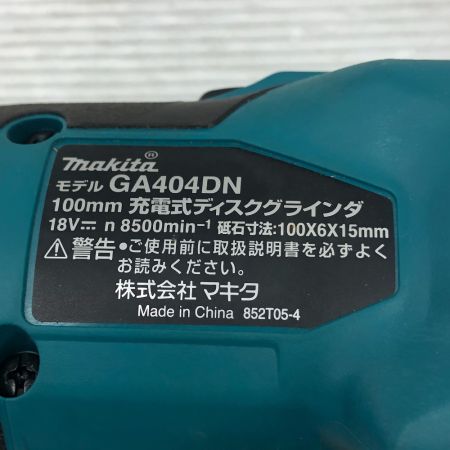 makita®
モデル GA404DN
100mm 充電式ディスクグラインダ
18V⎓ n 8500min⁻¹ 砥石寸法:100X6X15mm
⚠警告●ご使用前に取扱説明書を必ずよく
お読みください。
株式会社マキタ
Made in China 852T05-4